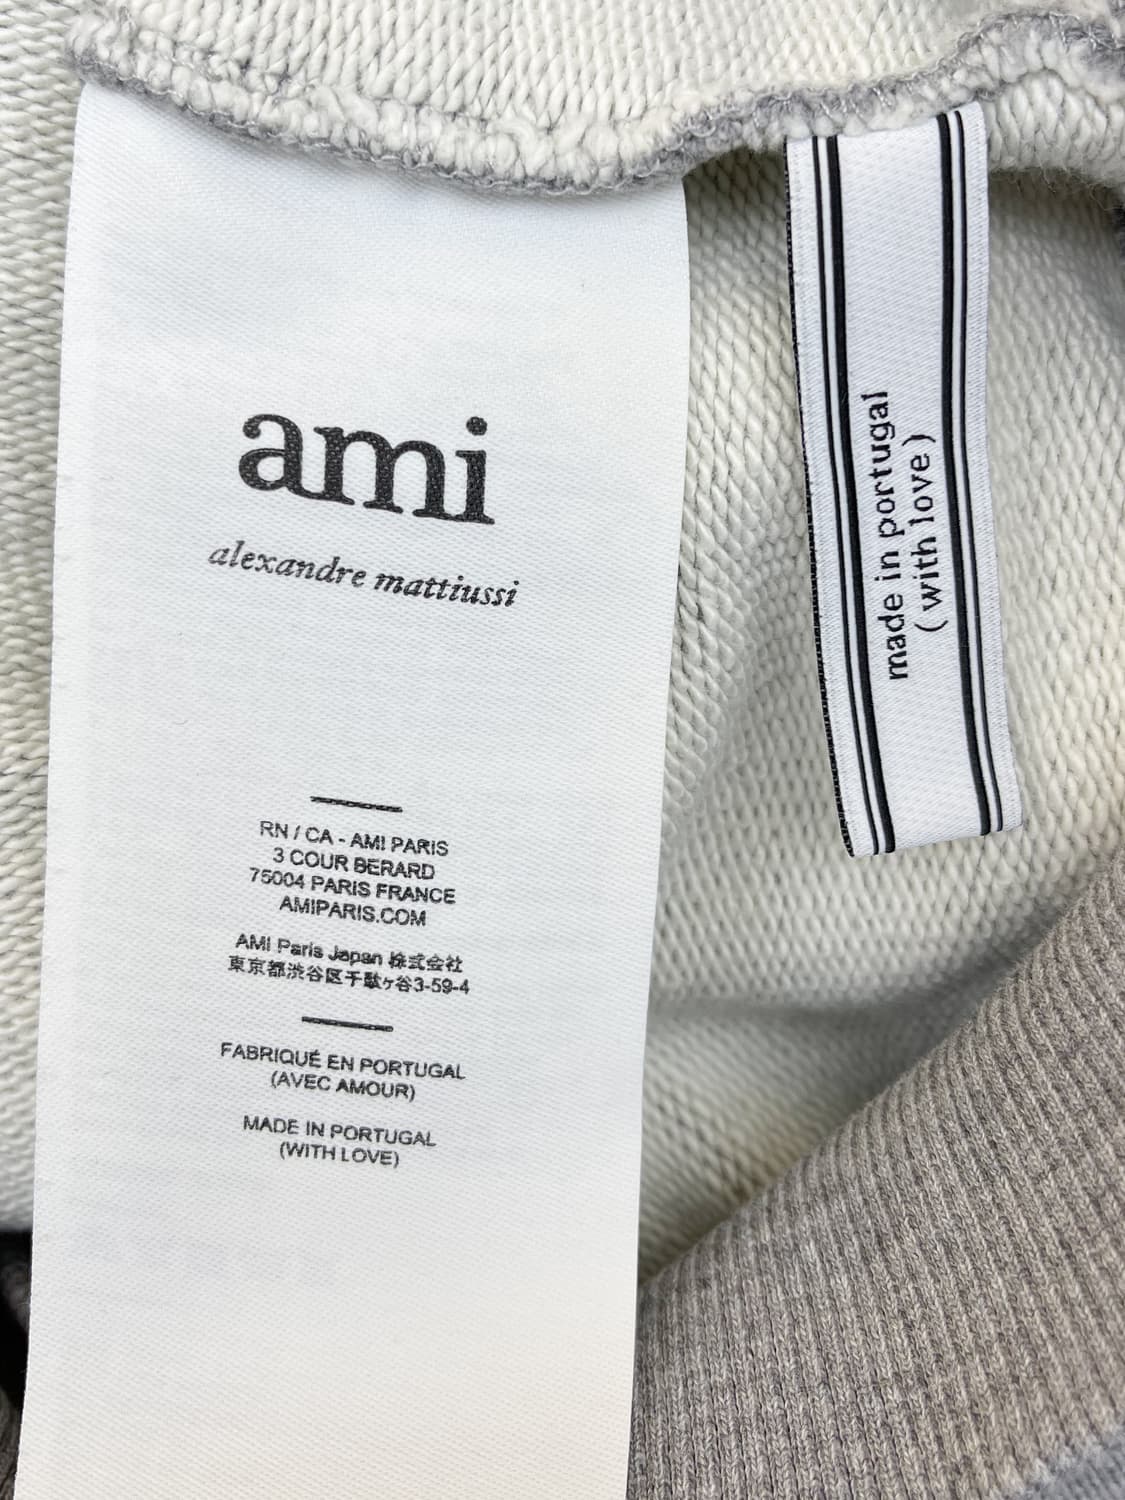 ami
alexandre mattiussi
RN / CA - AMI PARIS
3 COUR BERARD
75004 PARIS FRANCE
AMIPARIS.COM
AMI Paris Japan 株式会社
東京都渋谷区千駄ヶ谷3-59-4
FABRIQUÉ EN PORTUGAL
(AVEC AMOUR)
MADE IN PORTUGAL
(WITH LOVE)
made in portugal
(with love)